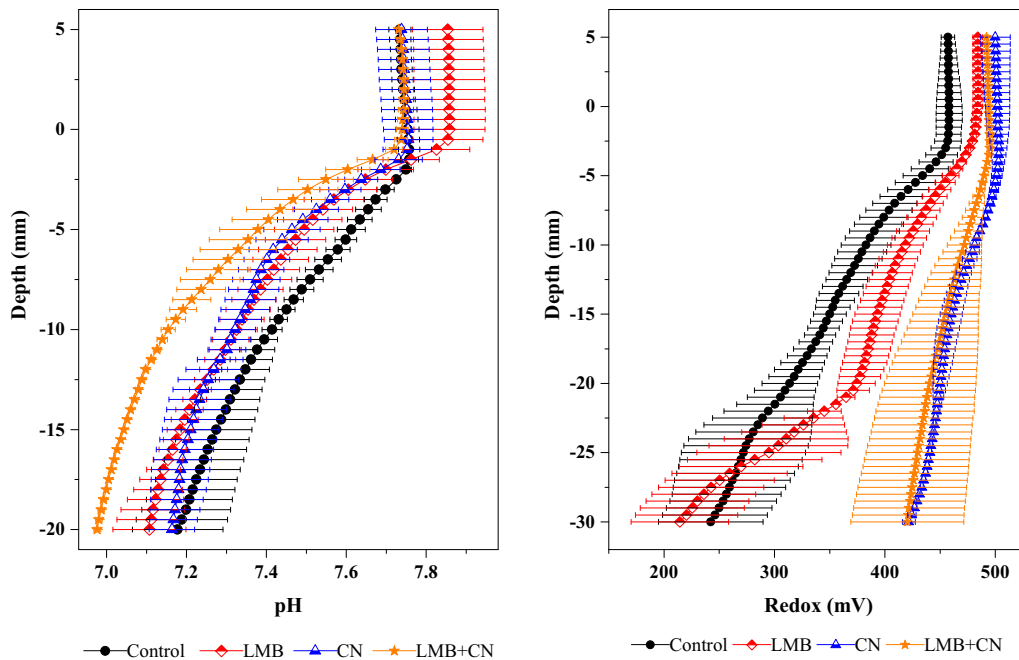 5
0
-5
-10
-15
-20
Depth (mm)
7.0 7.2 7.4 7.6 7.8
pH
Control LMB CN LMB+CN
5
0
-5
-10
-15
-20
-25
-30
Depth (mm)
200 300 400 500
Redox (mV)
Control LMB CN LMB+CN